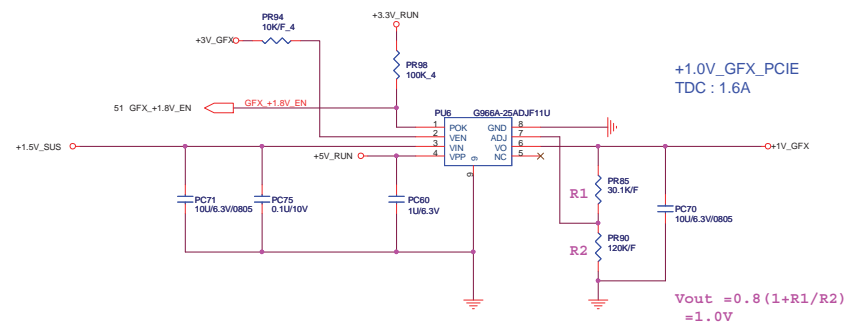 +3.3V_RUN
PR94
10K/F_4
+3V_GFX
PR98
100K_4
+1.0V_GFX_PCIE
TDC : 1.6A
51 GFX_+1.8V_EN
GFX_+1.8V_EN
PU6 G966A-25ADJF11U
1 POK GND 8
2 VEN ADJ 7
+1.5V_SUS 3 VIN VO 6 +1V_GFX
+5V_RUN 4 VPP NC 5
9
9
R1
PR85
30.1K/F
PC71
10U/6.3V/0805
PC75
0.1U/10V
PC60
1U/6.3V
PC70
10U/6.3V/0805
R2
PR90
120K/F
Vout =0.8(1+R1/R2)
=1.0V